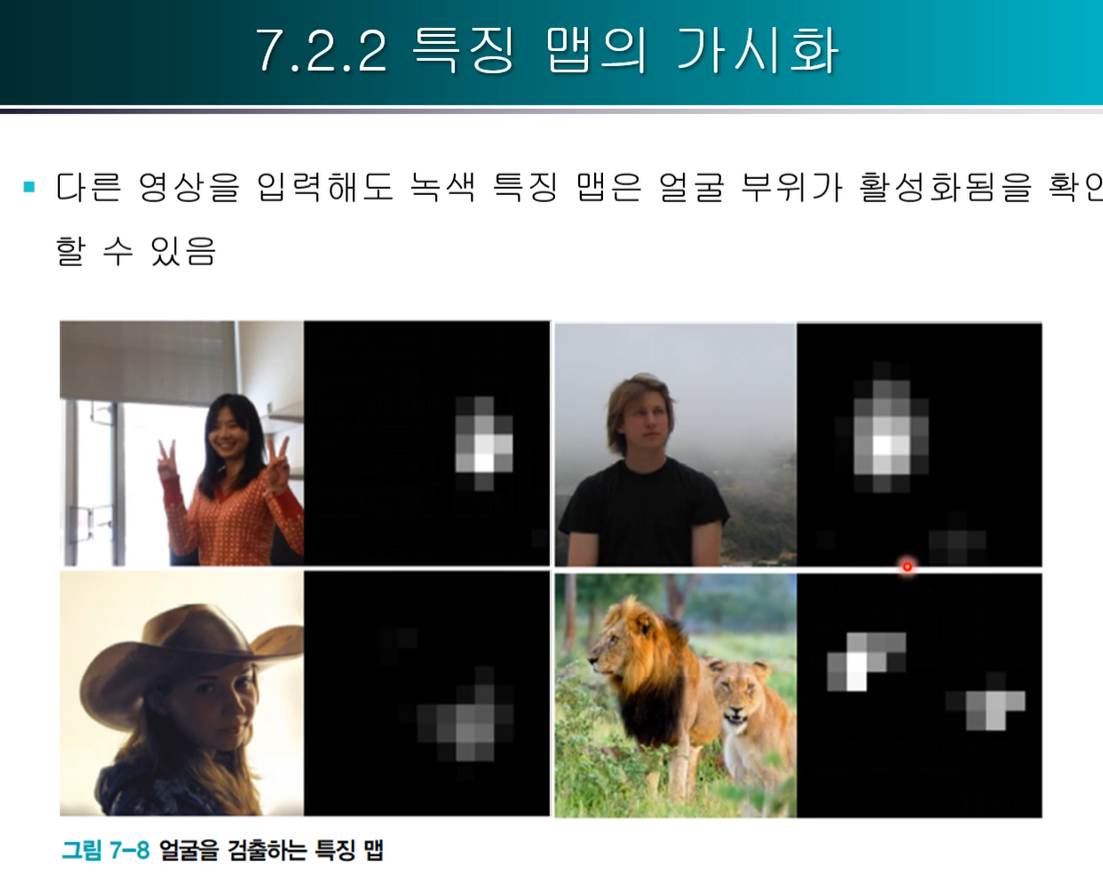 7.2.2 특징 맵의 가시화
다른 영상을 입력해도 녹색 특징 맵은 얼굴 부위가 활성화됨을 확인
할 수 있음
그림 7-8 얼굴을 검출하는 특징 맵